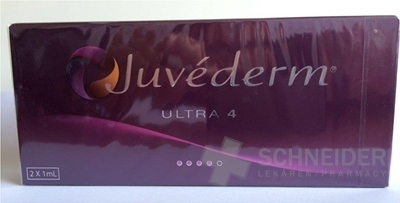 Juvéderm®
ULTRA 4
2 X 1mL
SCHNEIDER
LEKÁREŇ/PHARMACY